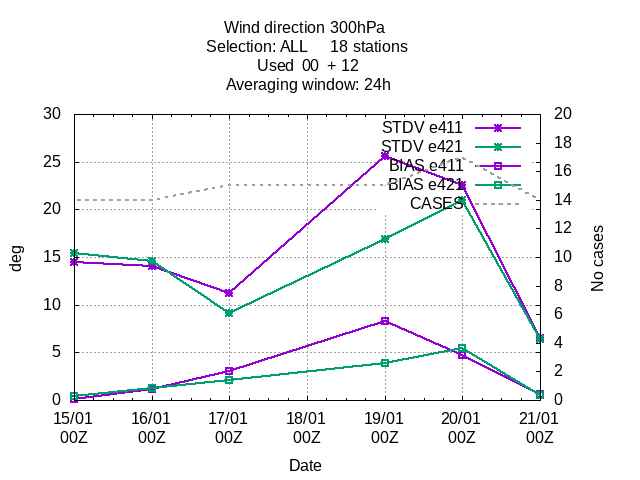 Wind direction 300hPa
Selection: ALL 18 stations
Used 00 + 12
Averaging window: 24h
30
25
20
15
10
5
0
deg
20
18
16
14
12
10
8
6
4
2
0
No cases
STDV e411
STDV e421
BIAS e411
BIAS e421
CASES
15/01 16/01 17/01 18/01 19/01 20/01 21/01
00Z 00Z 00Z 00Z 00Z 00Z 00Z
Date